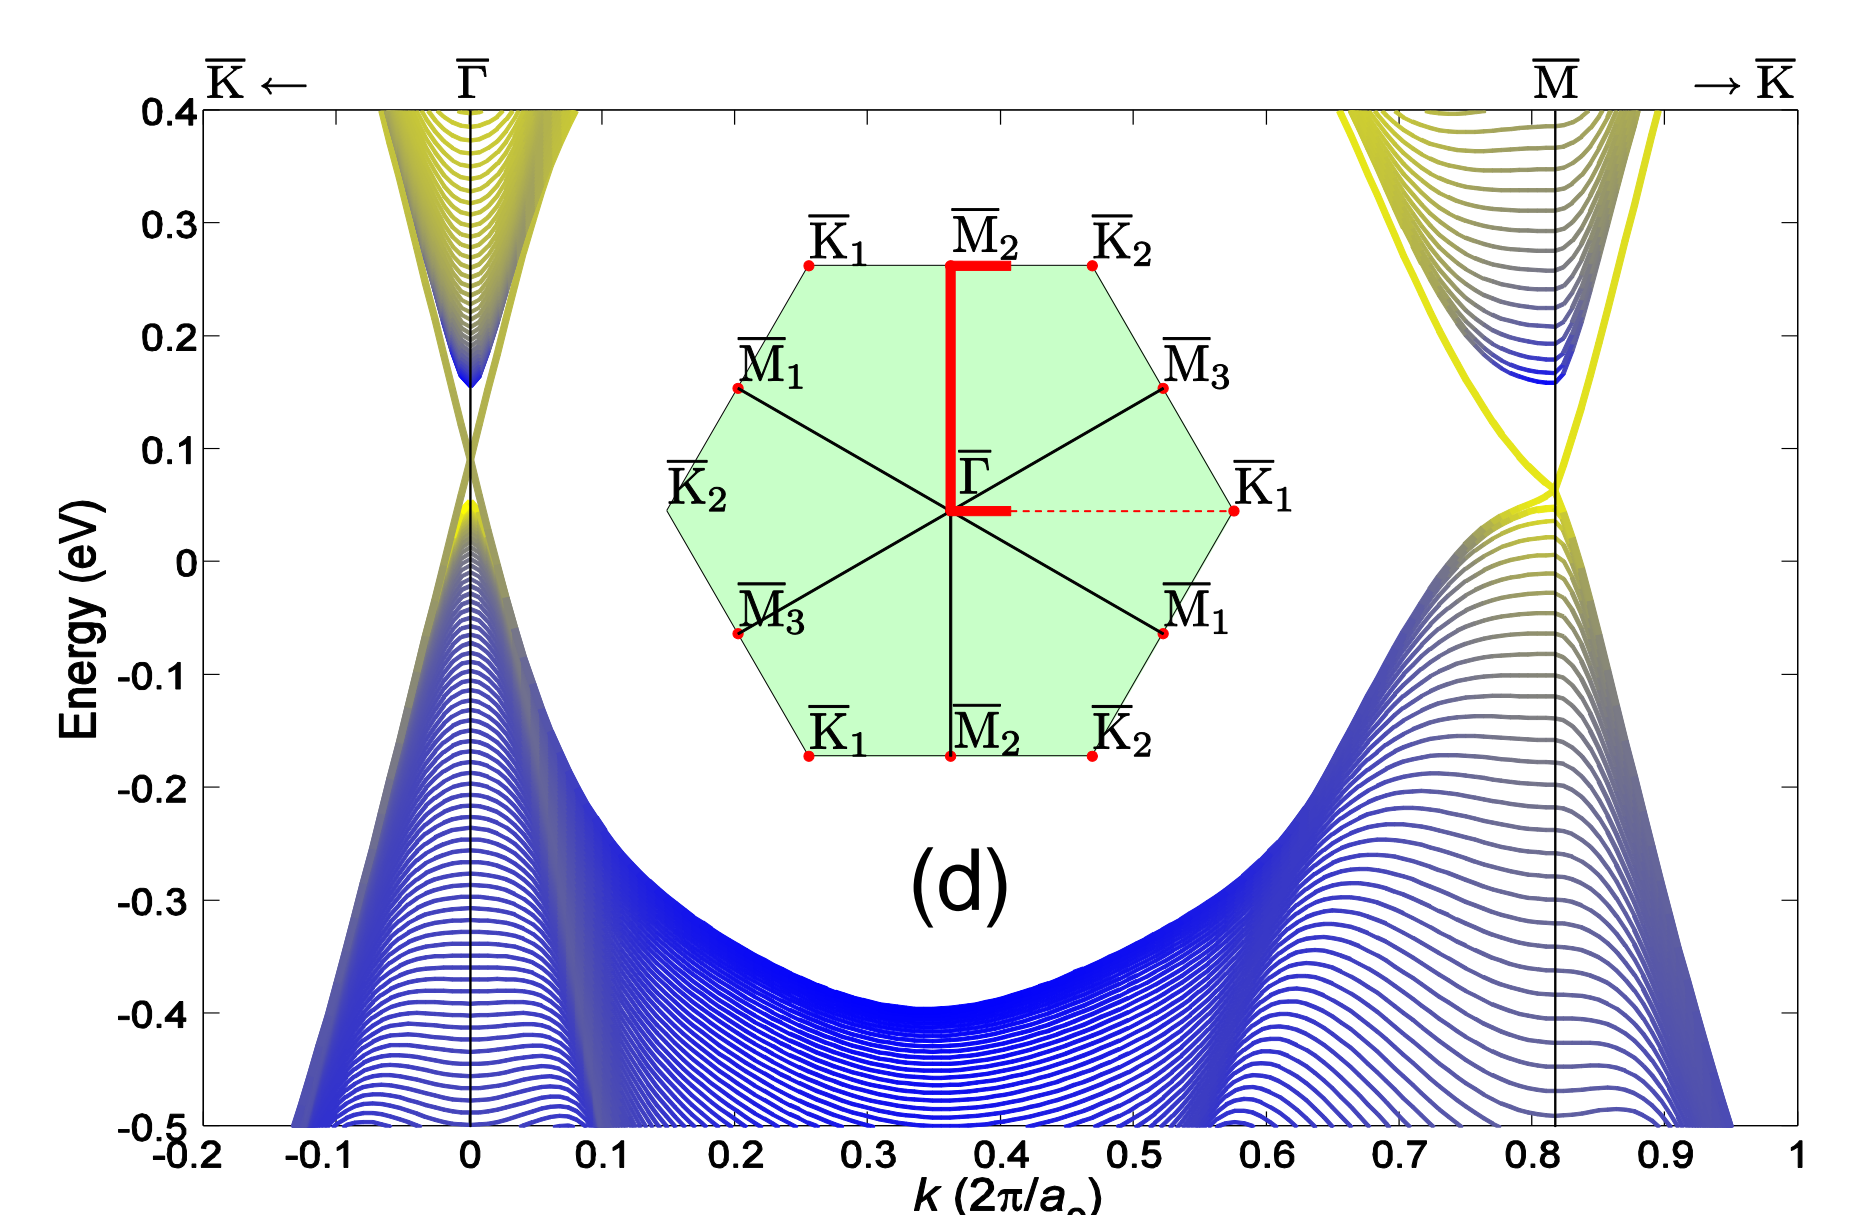 K̅ ← Γ̅ M̅ → K̅
0.4
0.3
0.2
0.1
0
-0.1
-0.2
-0.3
-0.4
-0.5
Energy (eV)
K̅₁ M̅₂ K̅₂
M̅₁ M̅₃
K̅₂ Γ̅ K̅₁
M̅₃ M̅₁
K̅₁ M̅₂ K̅₂
(d)
-0.2 -0.1 0 0.1 0.2 0.3 0.4 0.5 0.6 0.7 0.8 0.9 1
k (2π/a₀)